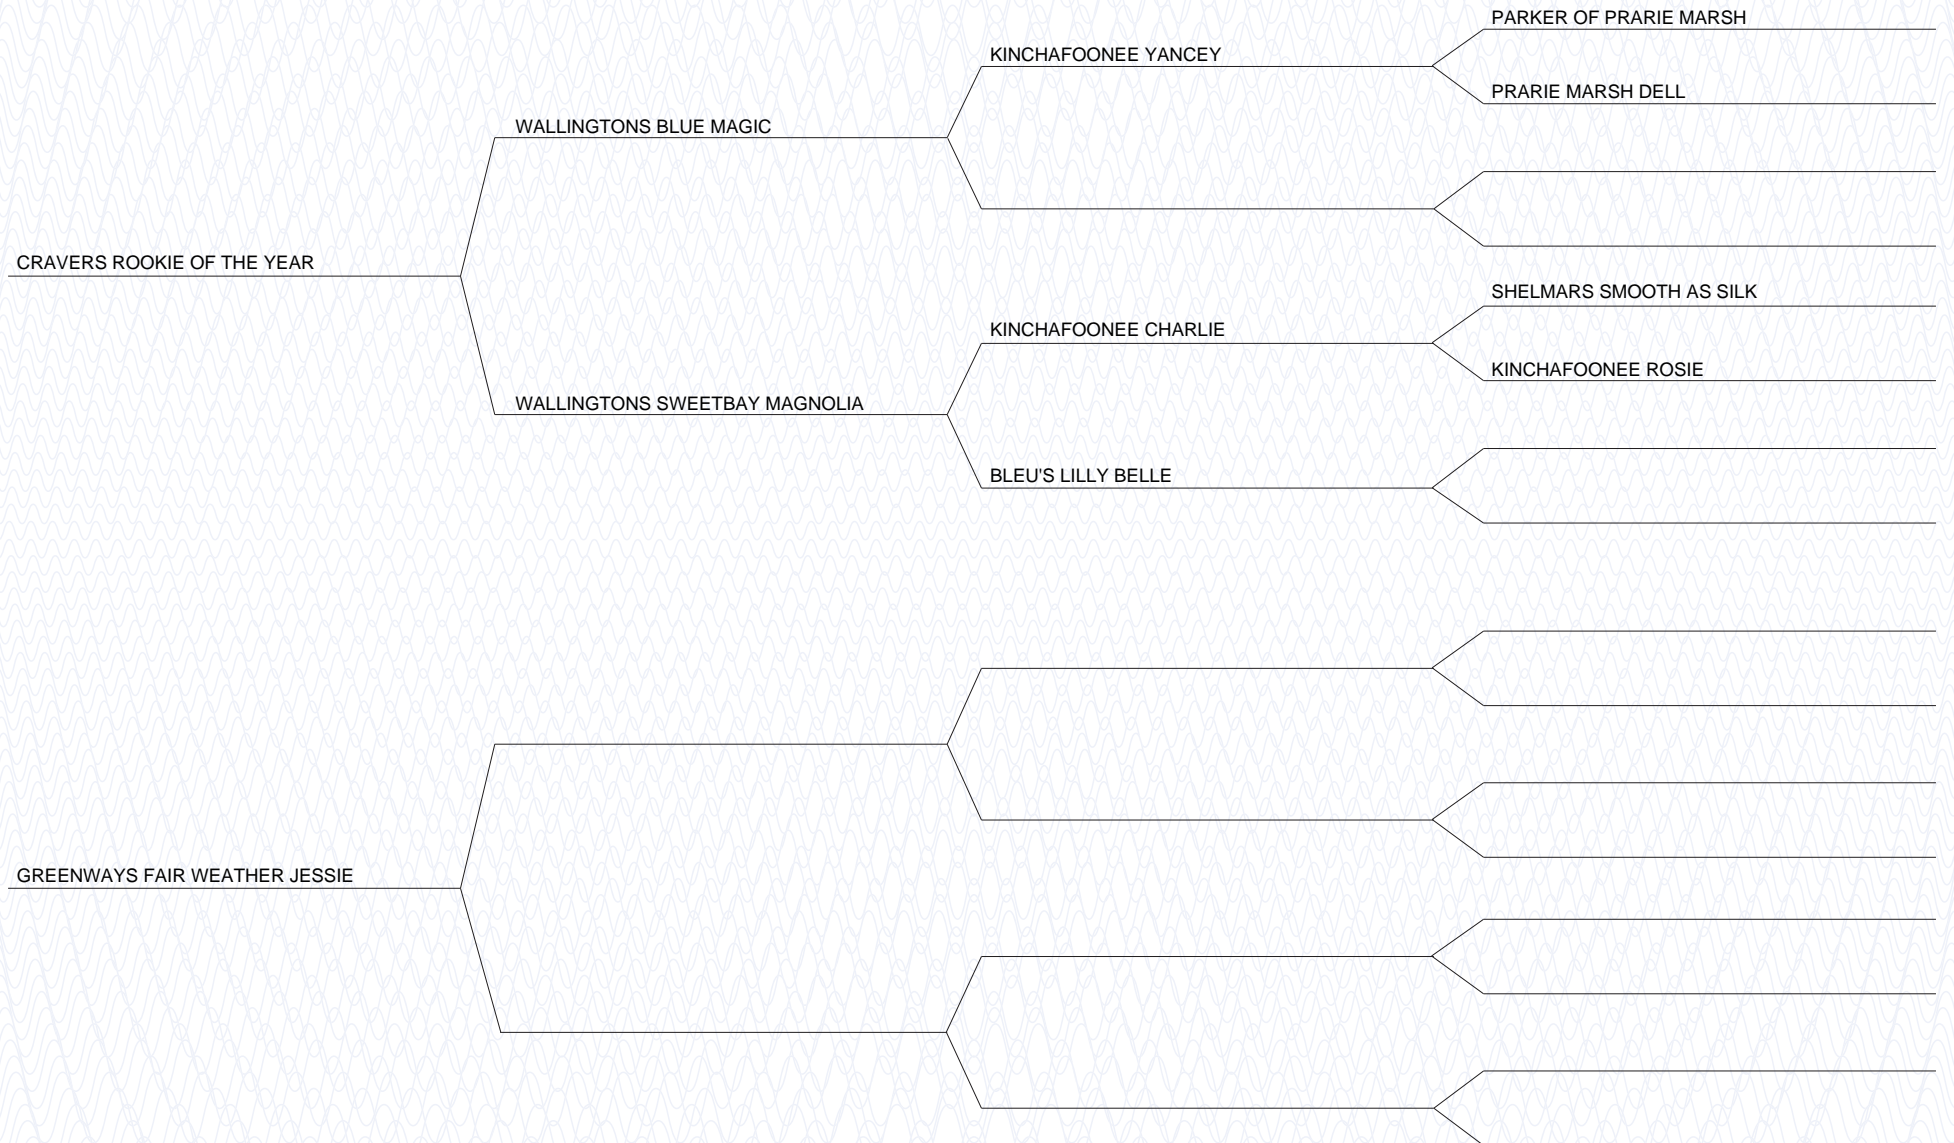 PARKER OF PRARIE MARSH
KINCHAFOONEE YANCEY
PRARIE MARSH DELL
WALLINGTONS BLUE MAGIC
CRAVERS ROOKIE OF THE YEAR
SHELMARS SMOOTH AS SILK
KINCHAFOONEE CHARLIE
KINCHAFOONEE ROSIE
WALLINGTONS SWEETBAY MAGNOLIA
BLEU'S LILLY BELLE
GREENWAYS FAIR WEATHER JESSIE